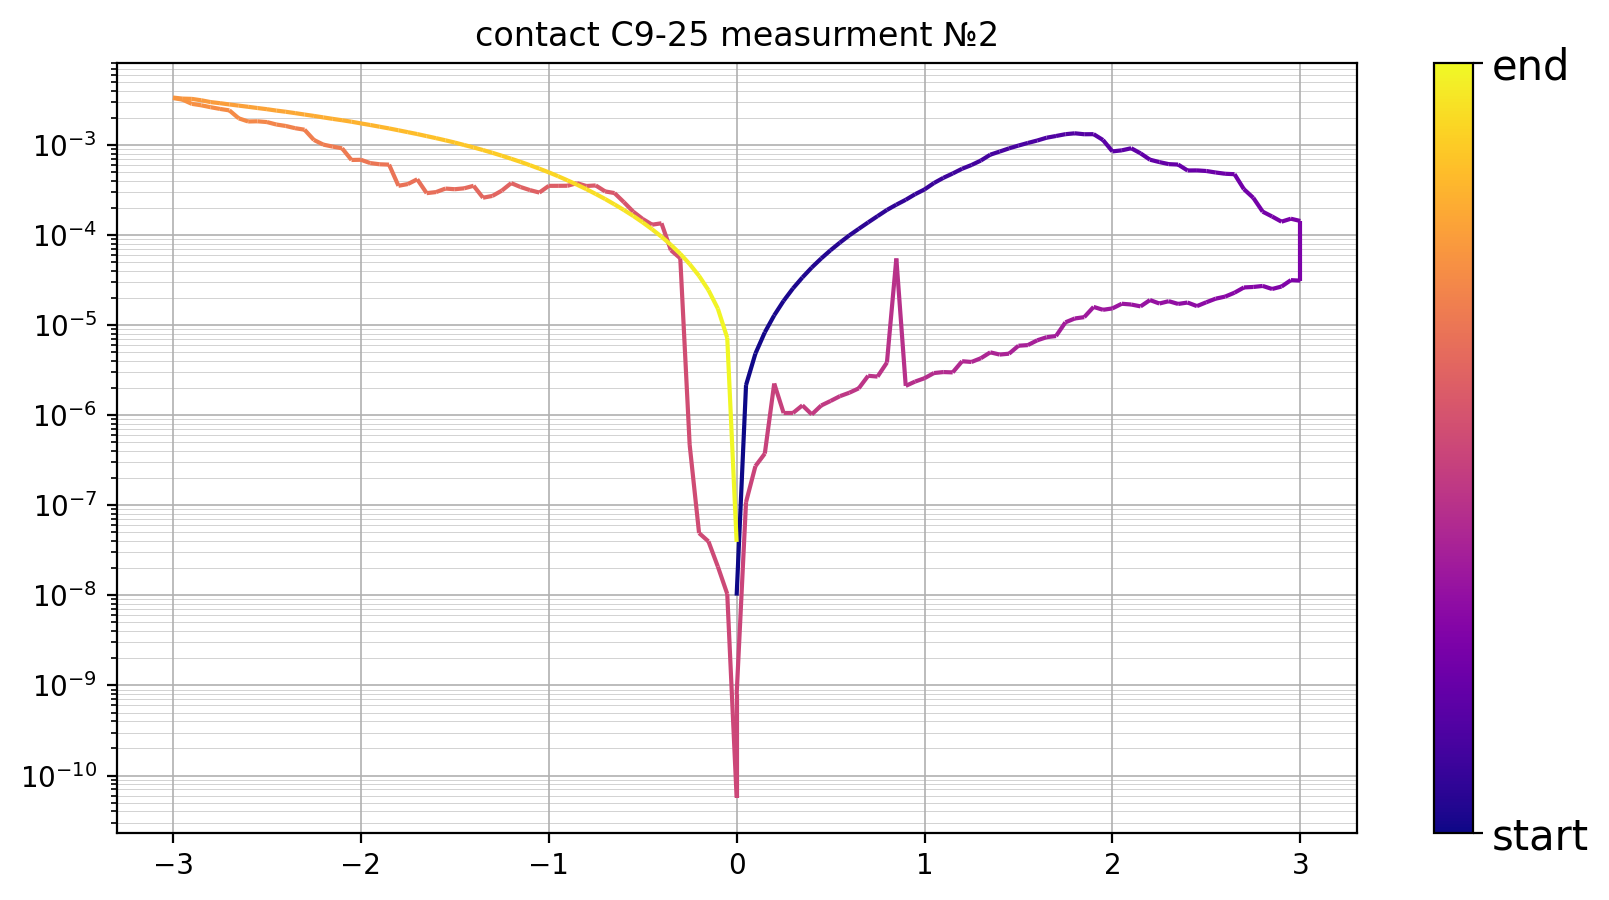 contact C9-25 measurment №2
10⁻³
10⁻⁴
10⁻⁵
10⁻⁶
10⁻⁷
10⁻⁸
10⁻⁹
10⁻¹⁰
−3 −2 −1 0 1 2 3
end
start